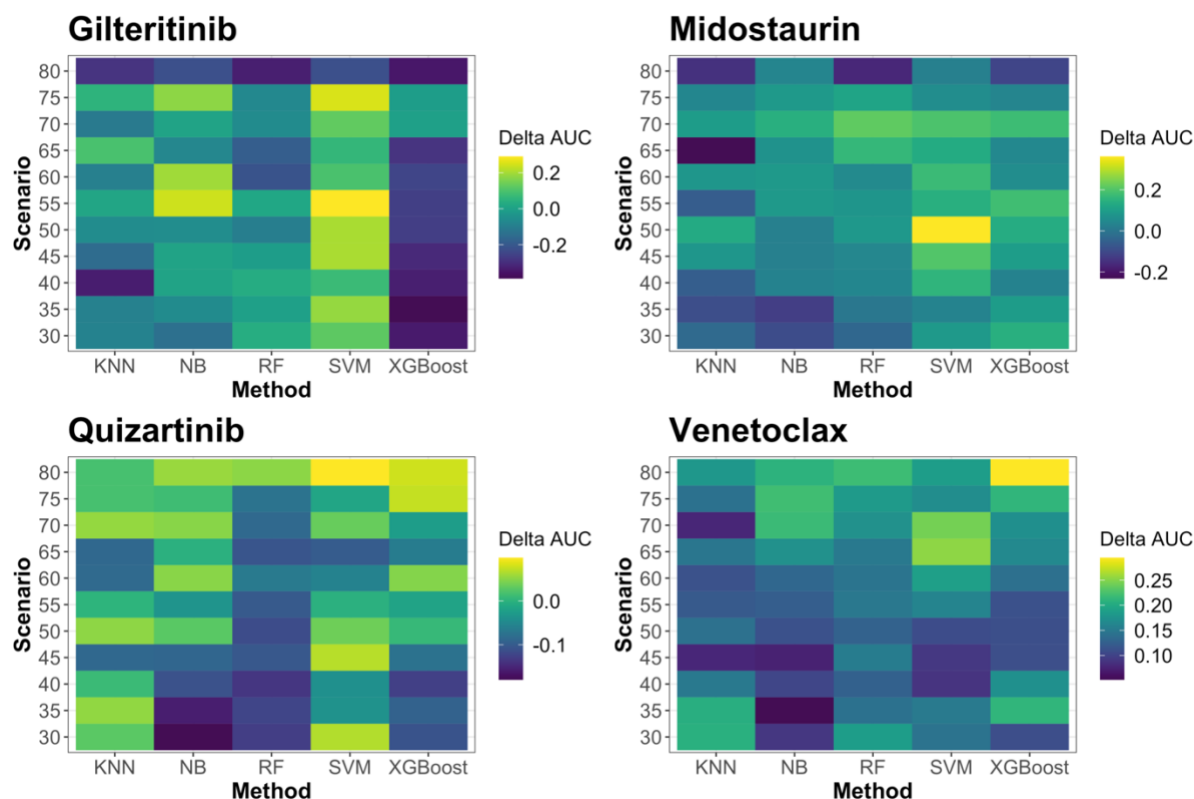 Gilteritinib
Scenario
80
75
70
65
60
55
50
45
40
35
30
KNN NB RF SVM XGBoost
Method
Delta AUC
0.2
0.0
-0.2
Midostaurin
Scenario
80
75
70
65
60
55
50
45
40
35
30
KNN NB RF SVM XGBoost
Method
Delta AUC
0.2
0.0
-0.2
Quizartinib
Scenario
80
75
70
65
60
55
50
45
40
35
30
KNN NB RF SVM XGBoost
Method
Delta AUC
0.0
-0.1
Venetoclax
Scenario
80
75
70
65
60
55
50
45
40
35
30
KNN NB RF SVM XGBoost
Method
Delta AUC
0.25
0.20
0.15
0.10